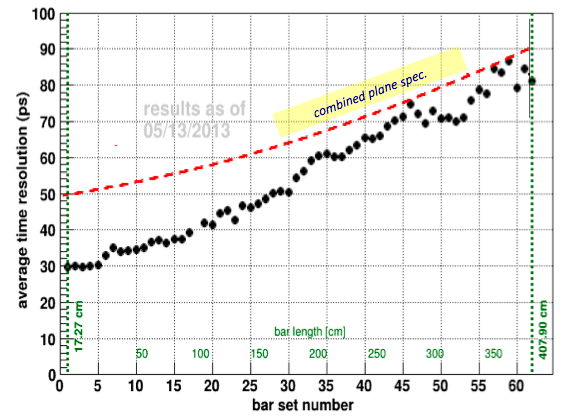 100
90
80
70
60
50
40
30
20
10
0
average time resolution (ps)
results as of
05/13/2013
combined plane spec.
17.27 cm
407.90 cm
bar length [cm]
50 100 150 200 250 300 350
0 5 10 15 20 25 30 35 40 45 50 55 60
bar set number